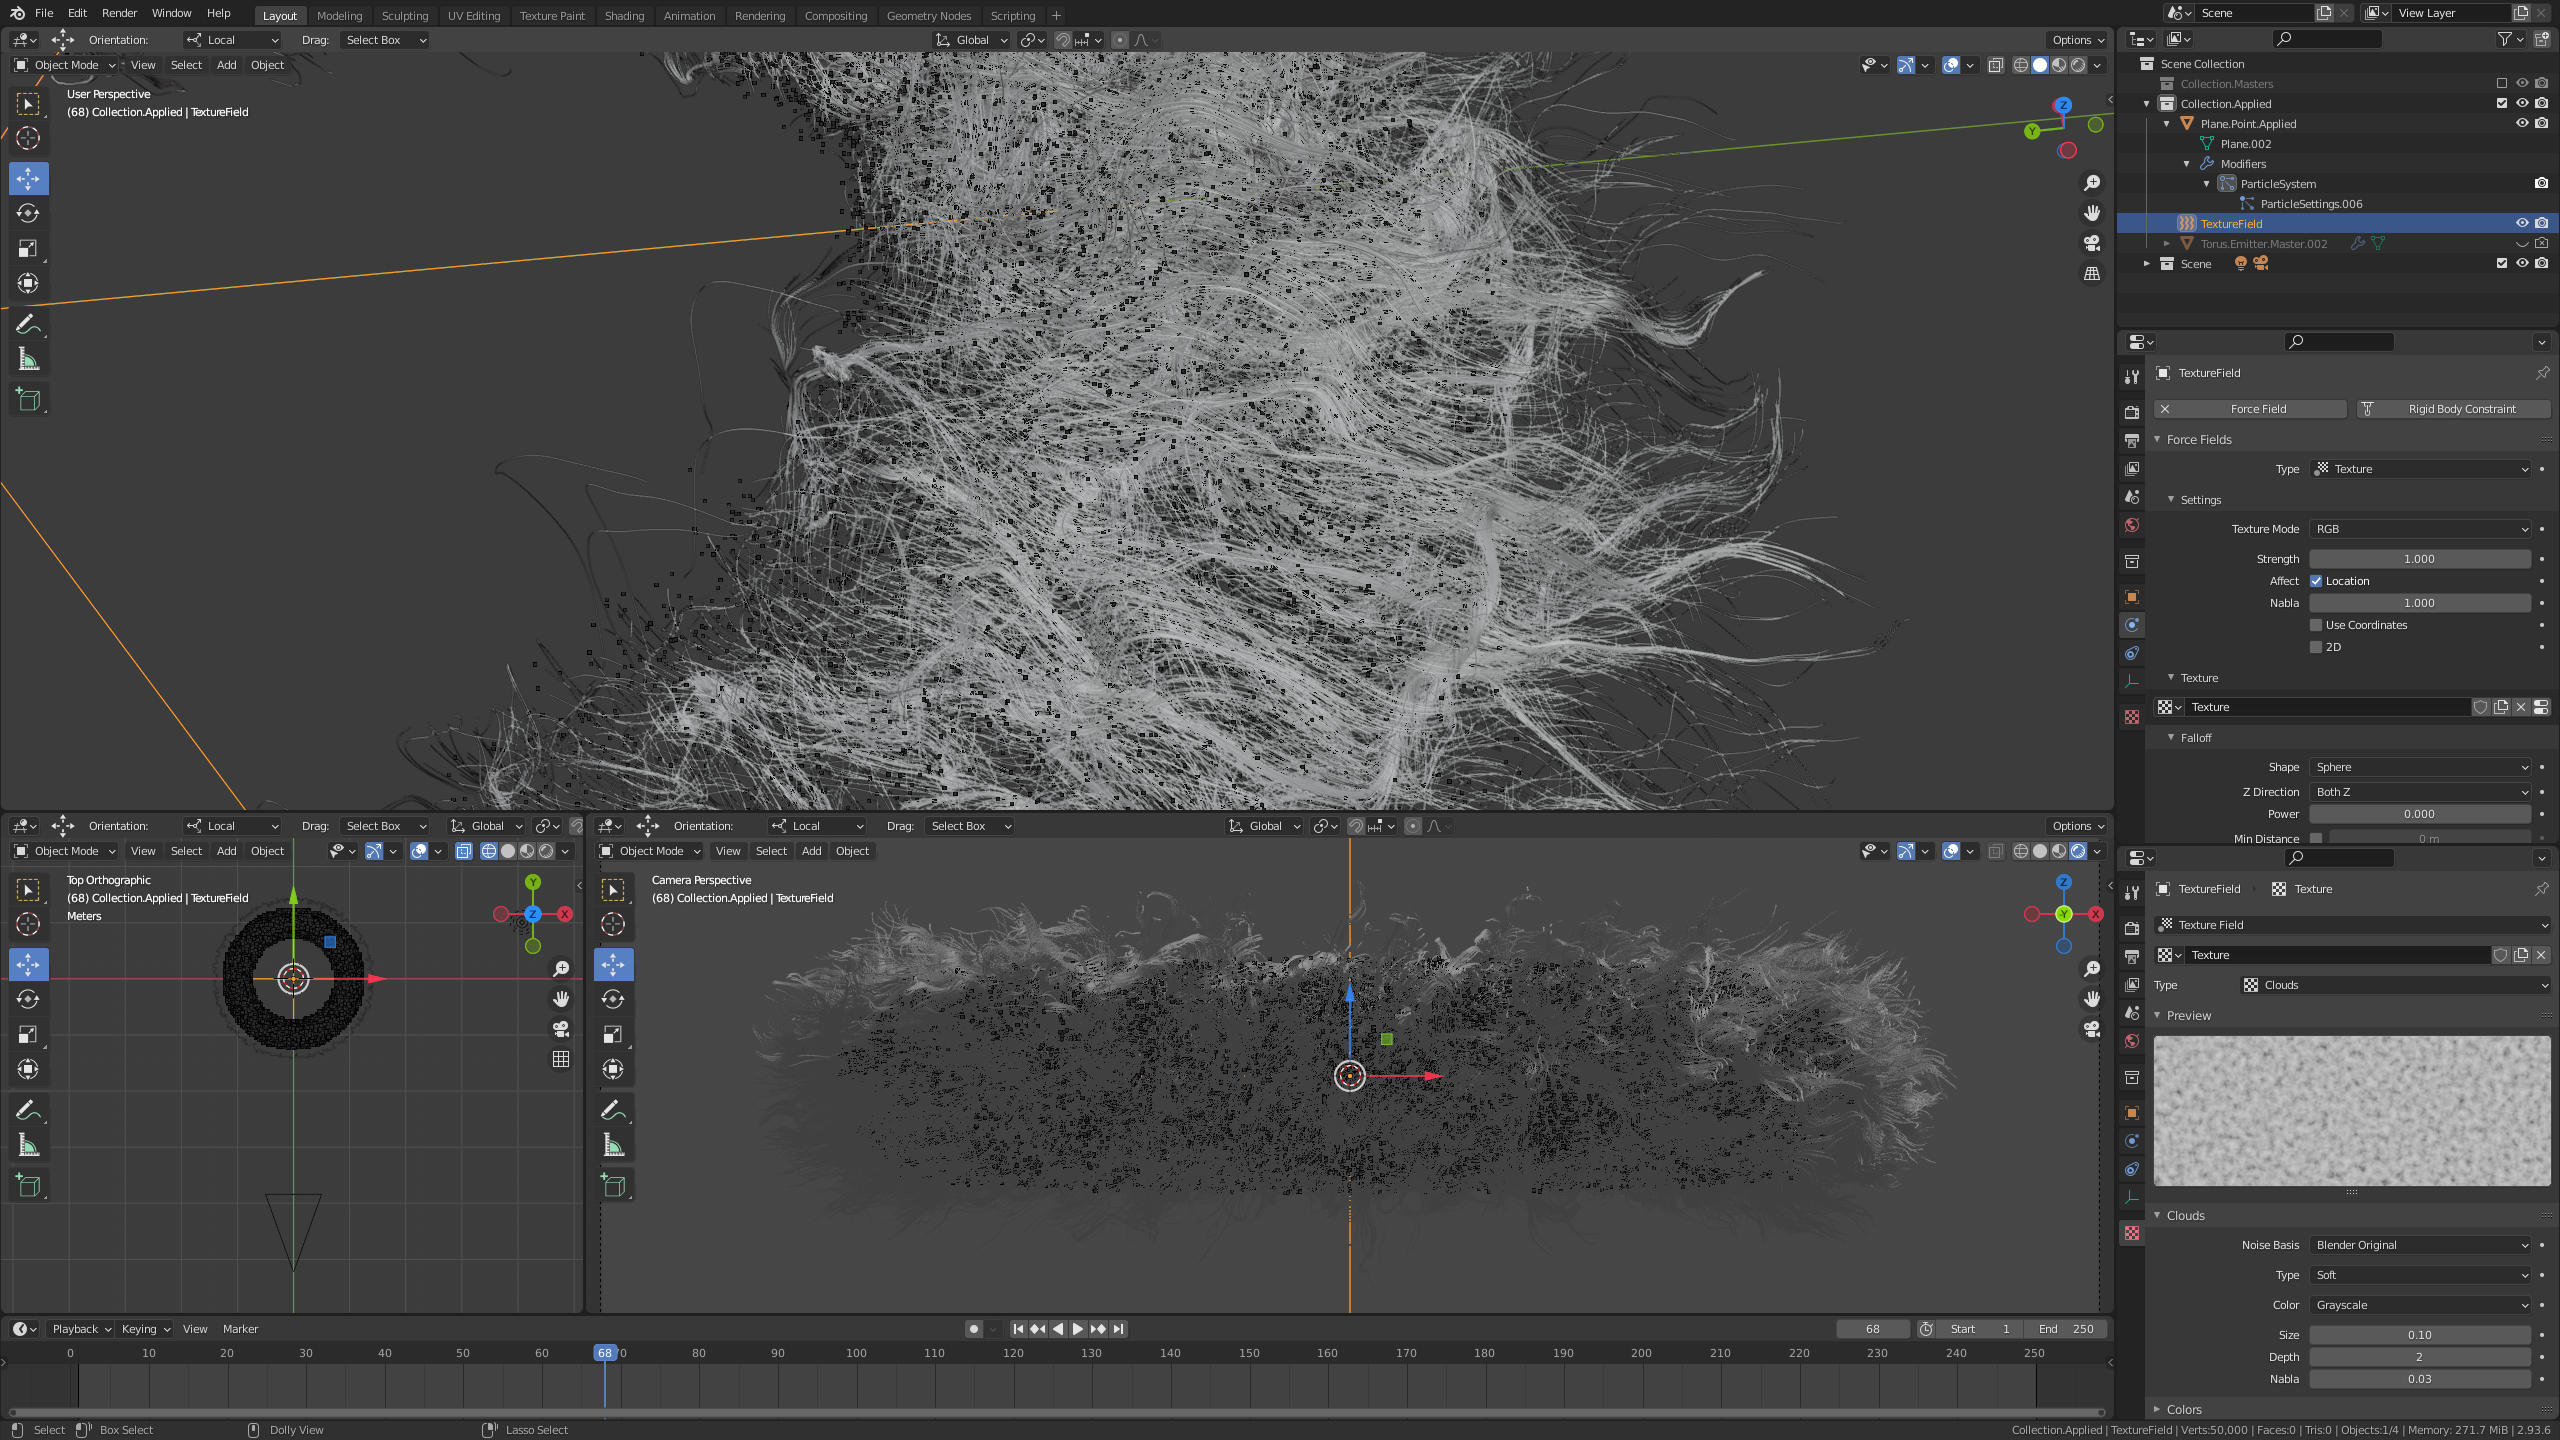 File Edit Render Window Help Layout Modeling Sculpting UV Editing Texture Paint Shading Animation Rendering Compositing Geometry Nodes Scripting + Scene View Layer
Orientation: Local Drag: Select Box Global Options
Object Mode View Select Add Object
User Perspective
(68) Collection.Applied | TextureField
Z
Y
Scene Collection
Collection.Masters
Collection.Applied
Plane.Point.Applied
Plane.002
Modifiers
ParticleSystem
ParticleSettings.006
TextureField
Torus.Emitter.Master.002
Scene
TextureField
Force Field Rigid Body Constraint
Force Fields
Type Texture
Settings
Texture Mode RGB
Strength 1.000
Affect Location
Nabla 1.000
Use Coordinates
2D
Texture
Texture
Falloff
Shape Sphere
Z Direction Both Z
Power 0.000
Min Distance 0 m
Orientation: Local Drag: Select Box Global
Object Mode View Select Add Object
Top Orthographic
(68) Collection.Applied | TextureField
Meters
Y
Z X
Orientation: Local Drag: Select Box Global Options
Object Mode View Select Add Object
Camera Perspective
(68) Collection.Applied | TextureField
Z
-Y X
TextureField Texture
Texture Field
Texture
Type Clouds
Preview
Clouds
Noise Basis Blender Original
Type Soft
Color Grayscale
Size 0.10
Depth 2
Nabla 0.03
Colors
Playback Keying View Marker 68 Start 1 End 250
0 10 20 30 40 50 60 68 80 90 100 110 120 130 140 150 160 170 180 190 200 210 220 230 240 250
Select Box Select Dolly View Lasso Select Collection.Applied | TextureField | Verts:50,000 | Faces:0 | Tris:0 | Objects:1/4 | Memory: 271.7 MiB | 2.93.6